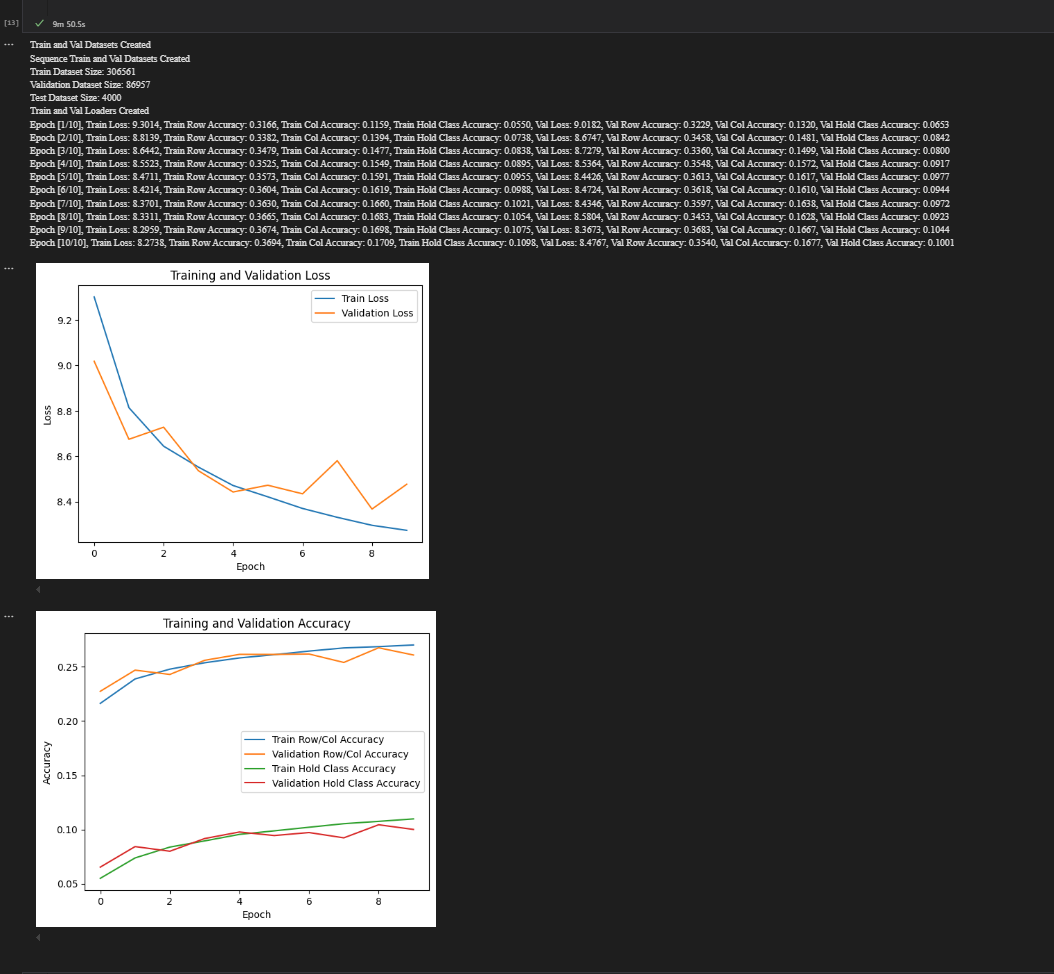 [13]
9m 50.5s
Train and Val Datasets Created
Sequence Train and Val Datasets Created
Train Dataset Size: 306561
Validation Dataset Size: 86957
Test Dataset Size: 4000
Train and Val Loaders Created
Epoch [1/10], Train Loss: 9.3014, Train Row Accuracy: 0.3166, Train Col Accuracy: 0.1159, Train Hold Class Accuracy: 0.0550, Val Loss: 9.0182, Val Row Accuracy: 0.3229, Val Col Accuracy: 0.1320, Val Hold Class Accuracy: 0.0653
Epoch [2/10], Train Loss: 8.8139, Train Row Accuracy: 0.3382, Train Col Accuracy: 0.1394, Train Hold Class Accuracy: 0.0738, Val Loss: 8.6747, Val Row Accuracy: 0.3458, Val Col Accuracy: 0.1481, Val Hold Class Accuracy: 0.0842
Epoch [3/10], Train Loss: 8.6442, Train Row Accuracy: 0.3479, Train Col Accuracy: 0.1477, Train Hold Class Accuracy: 0.0838, Val Loss: 8.7279, Val Row Accuracy: 0.3360, Val Col Accuracy: 0.1499, Val Hold Class Accuracy: 0.0800
Epoch [4/10], Train Loss: 8.5523, Train Row Accuracy: 0.3525, Train Col Accuracy: 0.1549, Train Hold Class Accuracy: 0.0895, Val Loss: 8.5364, Val Row Accuracy: 0.3548, Val Col Accuracy: 0.1572, Val Hold Class Accuracy: 0.0917
Epoch [5/10], Train Loss: 8.4711, Train Row Accuracy: 0.3573, Train Col Accuracy: 0.1591, Train Hold Class Accuracy: 0.0955, Val Loss: 8.4426, Val Row Accuracy: 0.3613, Val Col Accuracy: 0.1617, Val Hold Class Accuracy: 0.0977
Epoch [6/10], Train Loss: 8.4214, Train Row Accuracy: 0.3604, Train Col Accuracy: 0.1619, Train Hold Class Accuracy: 0.0988, Val Loss: 8.4724, Val Row Accuracy: 0.3618, Val Col Accuracy: 0.1610, Val Hold Class Accuracy: 0.0944
Epoch [7/10], Train Loss: 8.3701, Train Row Accuracy: 0.3630, Train Col Accuracy: 0.1660, Train Hold Class Accuracy: 0.1021, Val Loss: 8.4346, Val Row Accuracy: 0.3597, Val Col Accuracy: 0.1638, Val Hold Class Accuracy: 0.0972
Epoch [8/10], Train Loss: 8.3311, Train Row Accuracy: 0.3665, Train Col Accuracy: 0.1683, Train Hold Class Accuracy: 0.1054, Val Loss: 8.5804, Val Row Accuracy: 0.3453, Val Col Accuracy: 0.1628, Val Hold Class Accuracy: 0.0923
Epoch [9/10], Train Loss: 8.2959, Train Row Accuracy: 0.3674, Train Col Accuracy: 0.1698, Train Hold Class Accuracy: 0.1075, Val Loss: 8.3673, Val Row Accuracy: 0.3683, Val Col Accuracy: 0.1667, Val Hold Class Accuracy: 0.1044
Epoch [10/10], Train Loss: 8.2738, Train Row Accuracy: 0.3694, Train Col Accuracy: 0.1709, Train Hold Class Accuracy: 0.1098, Val Loss: 8.4767, Val Row Accuracy: 0.3540, Val Col Accuracy: 0.1677, Val Hold Class Accuracy: 0.1001
Training and Validation Loss
Train Loss
Validation Loss
9.2
9.0
8.8
8.6
8.4
Loss
0 2 4 6 8
Epoch
Training and Validation Accuracy
0.25
0.20
0.15
0.10
0.05
Accuracy
Train Row/Col Accuracy
Validation Row/Col Accuracy
Train Hold Class Accuracy
Validation Hold Class Accuracy
0 2 4 6 8
Epoch